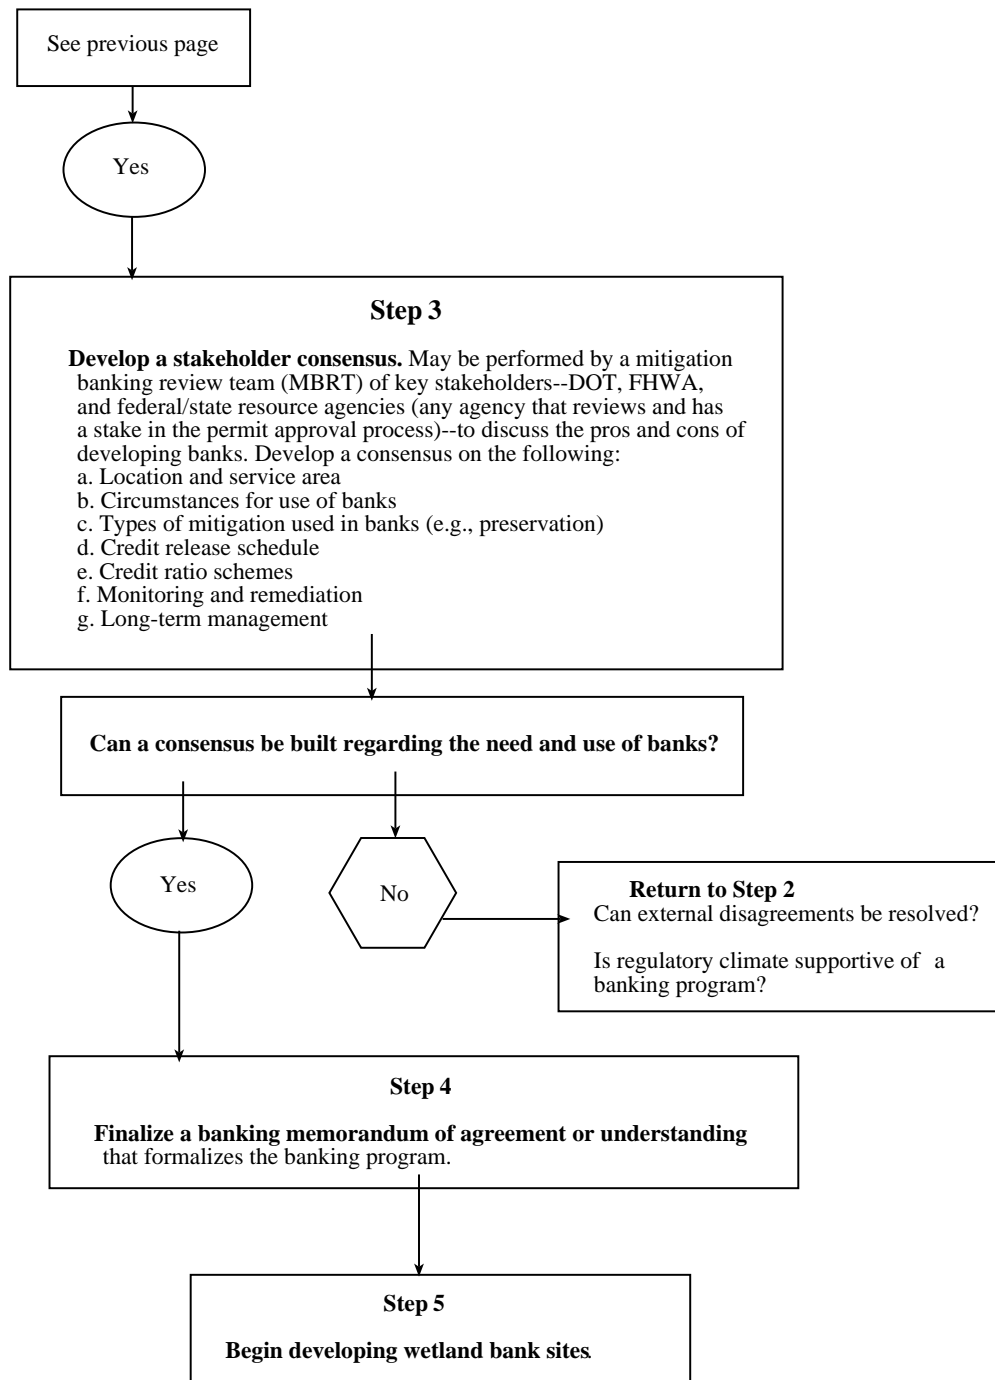 See previous page
Yes
Step 3
Develop a stakeholder consensus. May be performed by a mitigation
banking review team (MBRT) of key stakeholders--DOT, FHWA,
and federal/state resource agencies (any agency that reviews and has
a stake in the permit approval process)--to discuss the pros and cons of
developing banks. Develop a consensus on the following:
a. Location and service area
b. Circumstances for use of banks
c. Types of mitigation used in banks (e.g., preservation)
d. Credit release schedule
e. Credit ratio schemes
f. Monitoring and remediation
g. Long-term management
Can a consensus be built regarding the need and use of banks?
Yes
No
Return to Step 2
Can external disagreements be resolved?
Is regulatory climate supportive of a
banking program?
Step 4
Finalize a banking memorandum of agreement or understanding
that formalizes the banking program.
Step 5
Begin developing wetland bank sites.